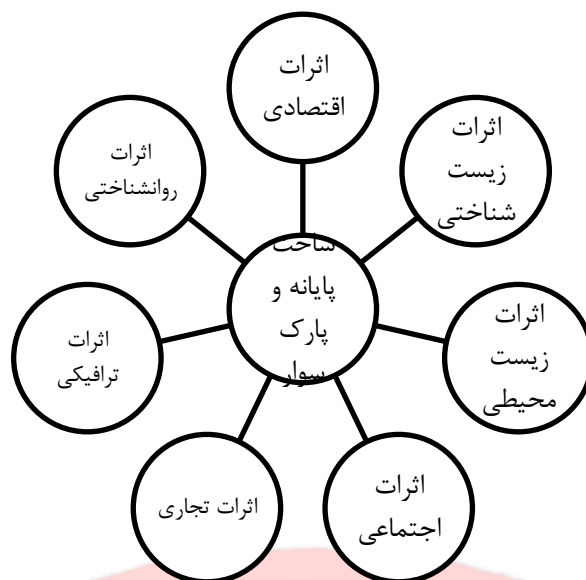 اثرات
اقتصادی
اثرات
زیست
شناختی
اثرات
زیست
محیطی
اثرات
اجتماعی
اثرات تجاری
اثرات
ترافیکی
اثرات
روانشناختی
ساخت
پایانه و
پارک
سوار